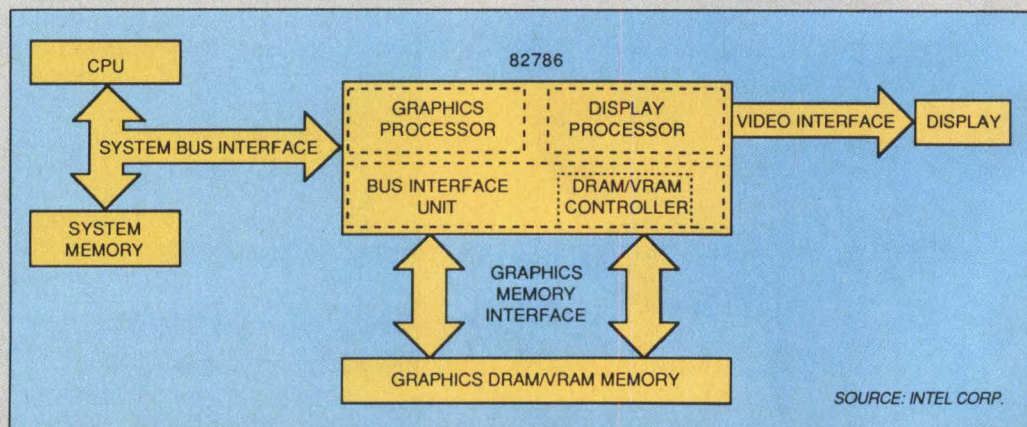 82786
CPU
GRAPHICS
PROCESSOR
DISPLAY
PROCESSOR
SYSTEM BUS INTERFACE
VIDEO INTERFACE
DISPLAY
BUS INTERFACE
UNIT
DRAM/VRAM
CONTROLLER
SYSTEM
MEMORY
GRAPHICS
MEMORY
INTERFACE
GRAPHICS DRAM/VRAM MEMORY
SOURCE: INTEL CORP.